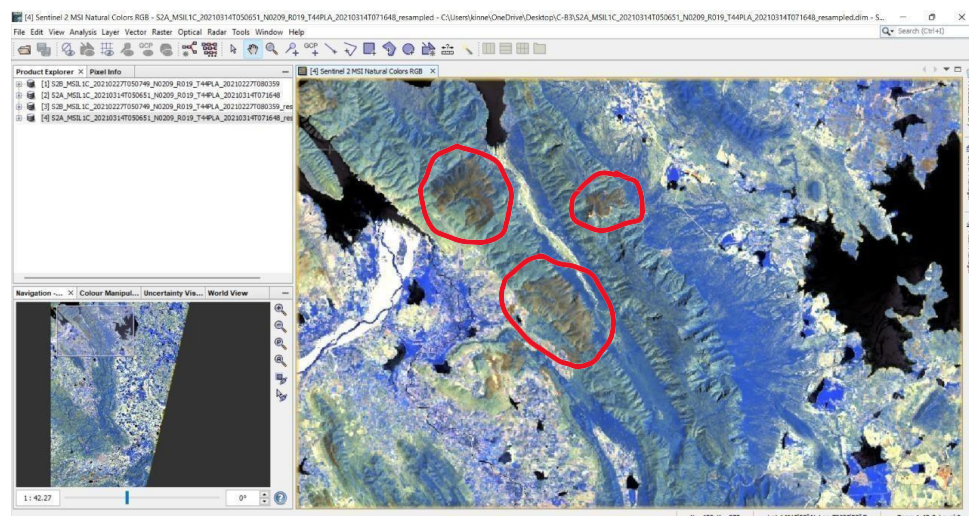 [4] Sentinel 2 MSI Natural Colors RGB - S2A_MSIL1C_20210314T050651_N0209_R019_T44PLA_20210314T071648_resampled - C:\Users\kinne\OneDrive\Desktop\C-B3\S2A_MSIL1C_20210314T050651_N0209_R019_T44PLA_20210314T071648_resampled.dim - S...
File Edit View Analysis Layer Vector Raster Optical Radar Tools Window Help
Search (Ctrl+I)
GCP GCP
Product Explorer × Pixel Info
[4] Sentinel 2 MSI Natural Colors RGB ×
[1] S2B_MSIL1C_20210227T050749_N0209_R019_T44PLA_20210227T080359
[2] S2A_MSIL1C_20210314T050651_N0209_R019_T44PLA_20210314T071648
[3] S2B_MSIL1C_20210227T050749_N0209_R019_T44PLA_20210227T080359_res
[4] S2A_MSIL1C_20210314T050651_N0209_R019_T44PLA_20210314T071648_res
Navigation -... × Colour Manipul... Uncertainty Vis... World View
1 : 42.27
0°